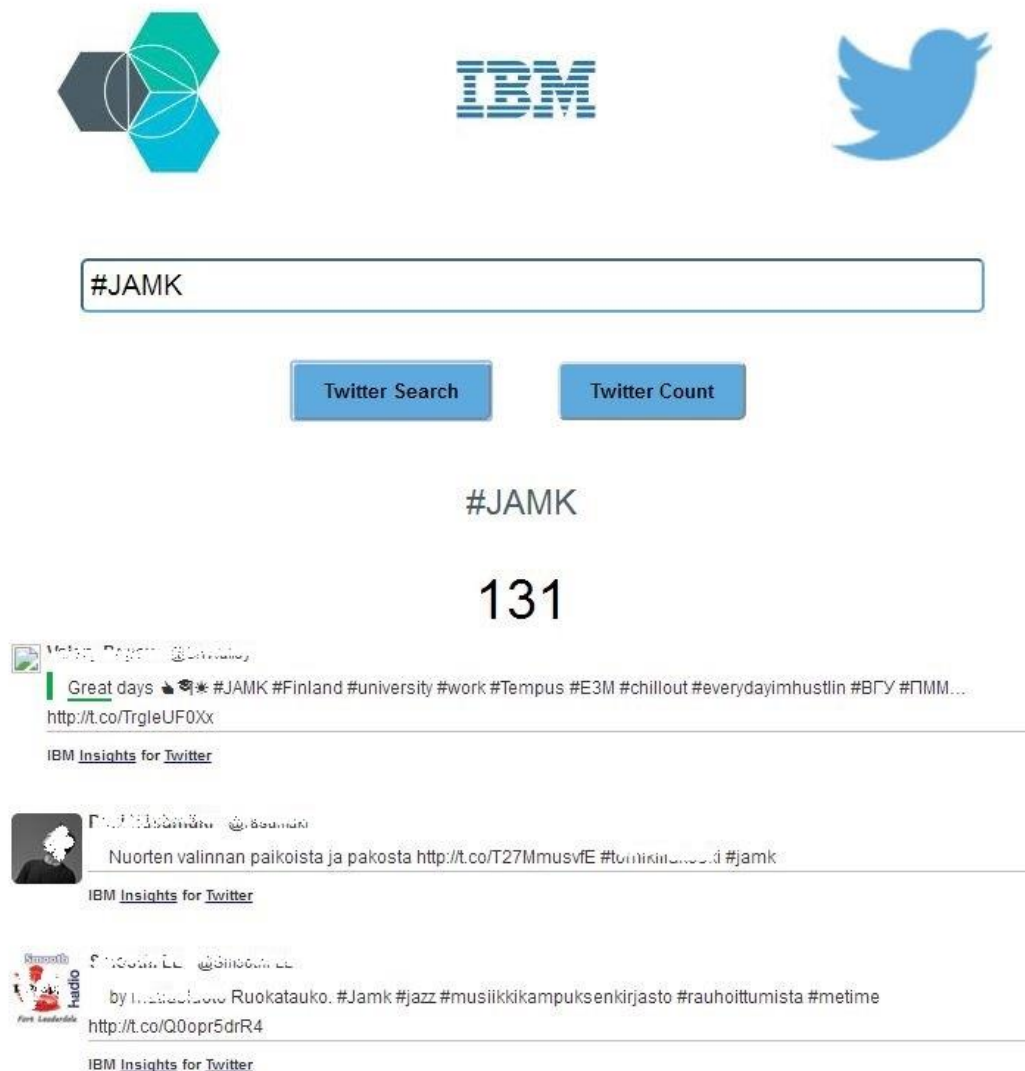 IBM
#JAMK
Twitter Search
Twitter Count
#JAMK
131
Great days #JAMK #Finland #university #work #Tempus #E3M #chillout #everydayimhustlin #ВГУ #ПММ...
http://t.co/TrgleUF0Xx
IBM Insights for Twitter
Nuorten valinnan paikoista ja pakosta http://t.co/T27MmusvfE #jamk
IBM Insights for Twitter
Smooth
Radio
Fort Lauderdale
by Ruokatauko. #Jamk #jazz #musiikkikampuksenkirjasto #rauhoittumista #metime
http://t.co/Q0opr5drR4
IBM Insights for Twitter